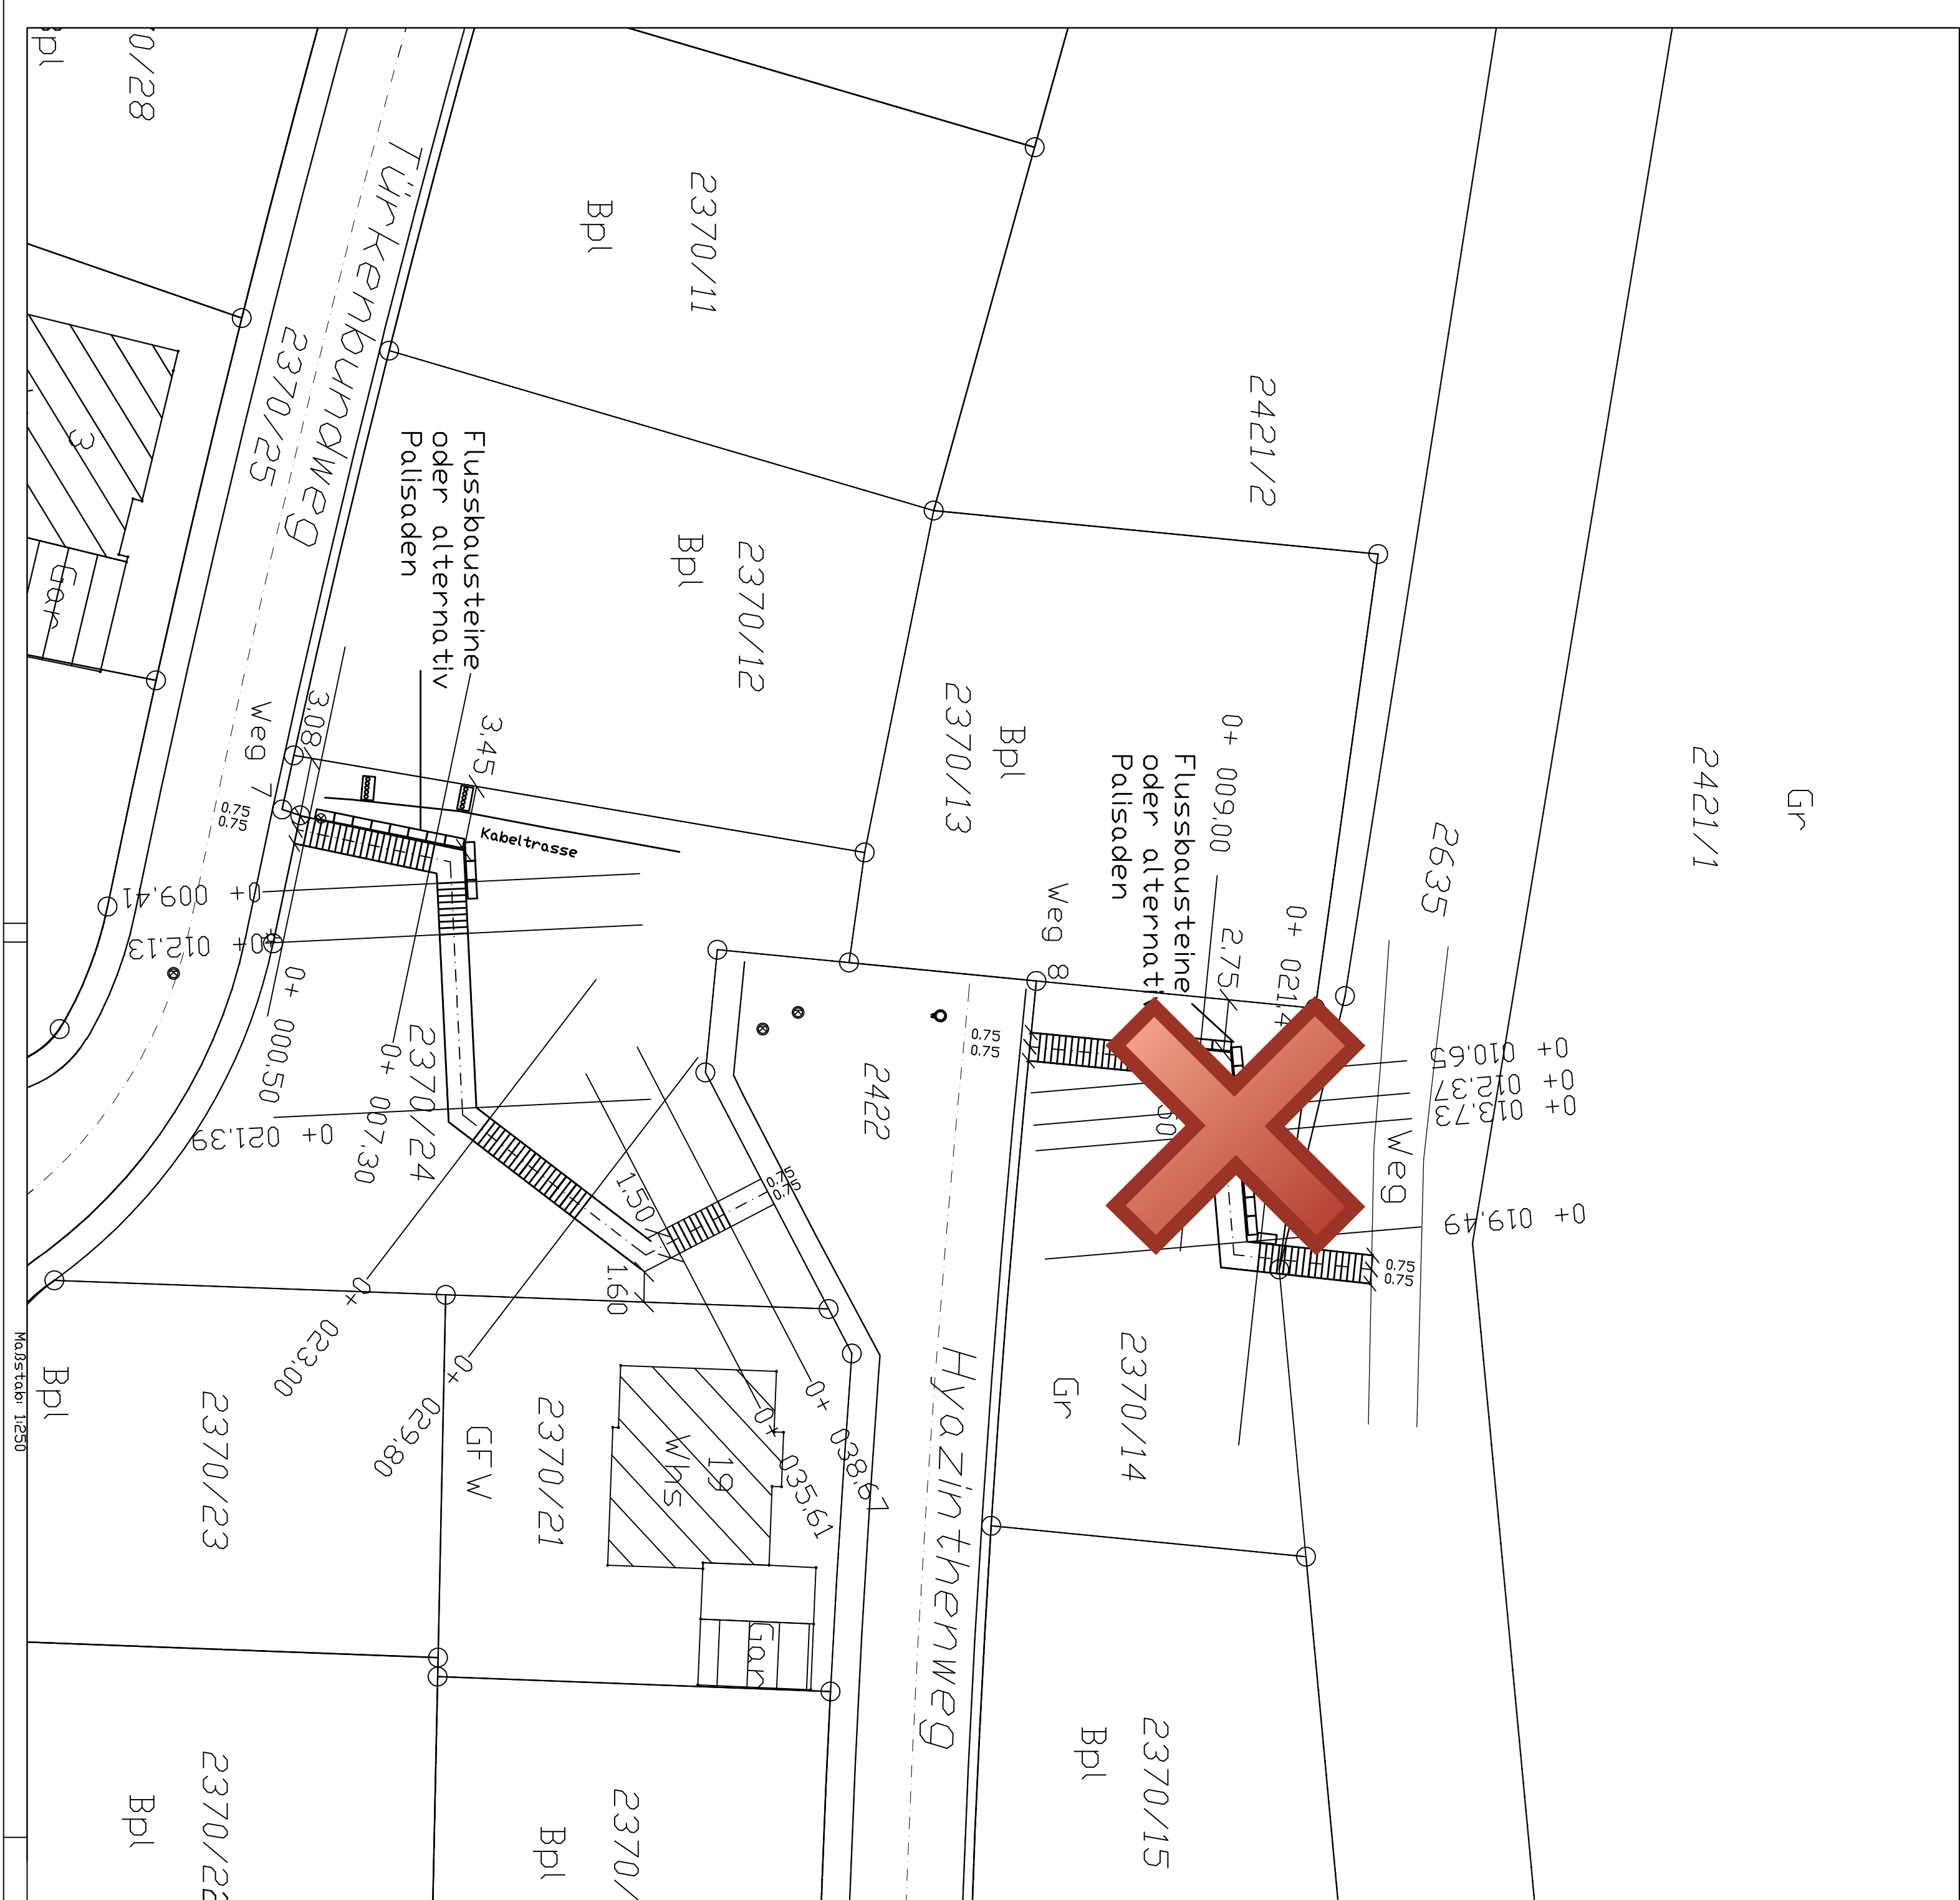 Bpl
0/28
Türkenbundweg
2370/25
3
Gar
2370/11
Bpl
2421/2
Flussbausteine
oder alternativ
Palisaden
2370/12
Bpl
2370/13
Bpl
2421/1
Gr
2635
Weg 7
3.08
3.45
0.75
0.75
Kabeltrasse
0+ 009.41
0+ 012.13
0+ 000.50
0+ 007.30
2370/24
0+ 021.39
0+ 023.00
0+ 029.80
0+ 035.61
0+ 038.67
1.50
1.60
0.75
0.75
0+ 009.00
Flussbausteine
oder alternati
Palisaden
Weg 8
2.75
0+ 021.4
0.75
0.75
2422
0+ 010.65
0+ 012.37
0+ 013.73
0+ 019.49
Weg
0.75
0.75
Hyazinthenweg
2370/14
Gr
Maßstab: 1:250
Bpl
2370/23
GFW
2370/21
19
Whs
Gar
2370/15
Bpl
Bpl
2370/22
Bpl
2370/